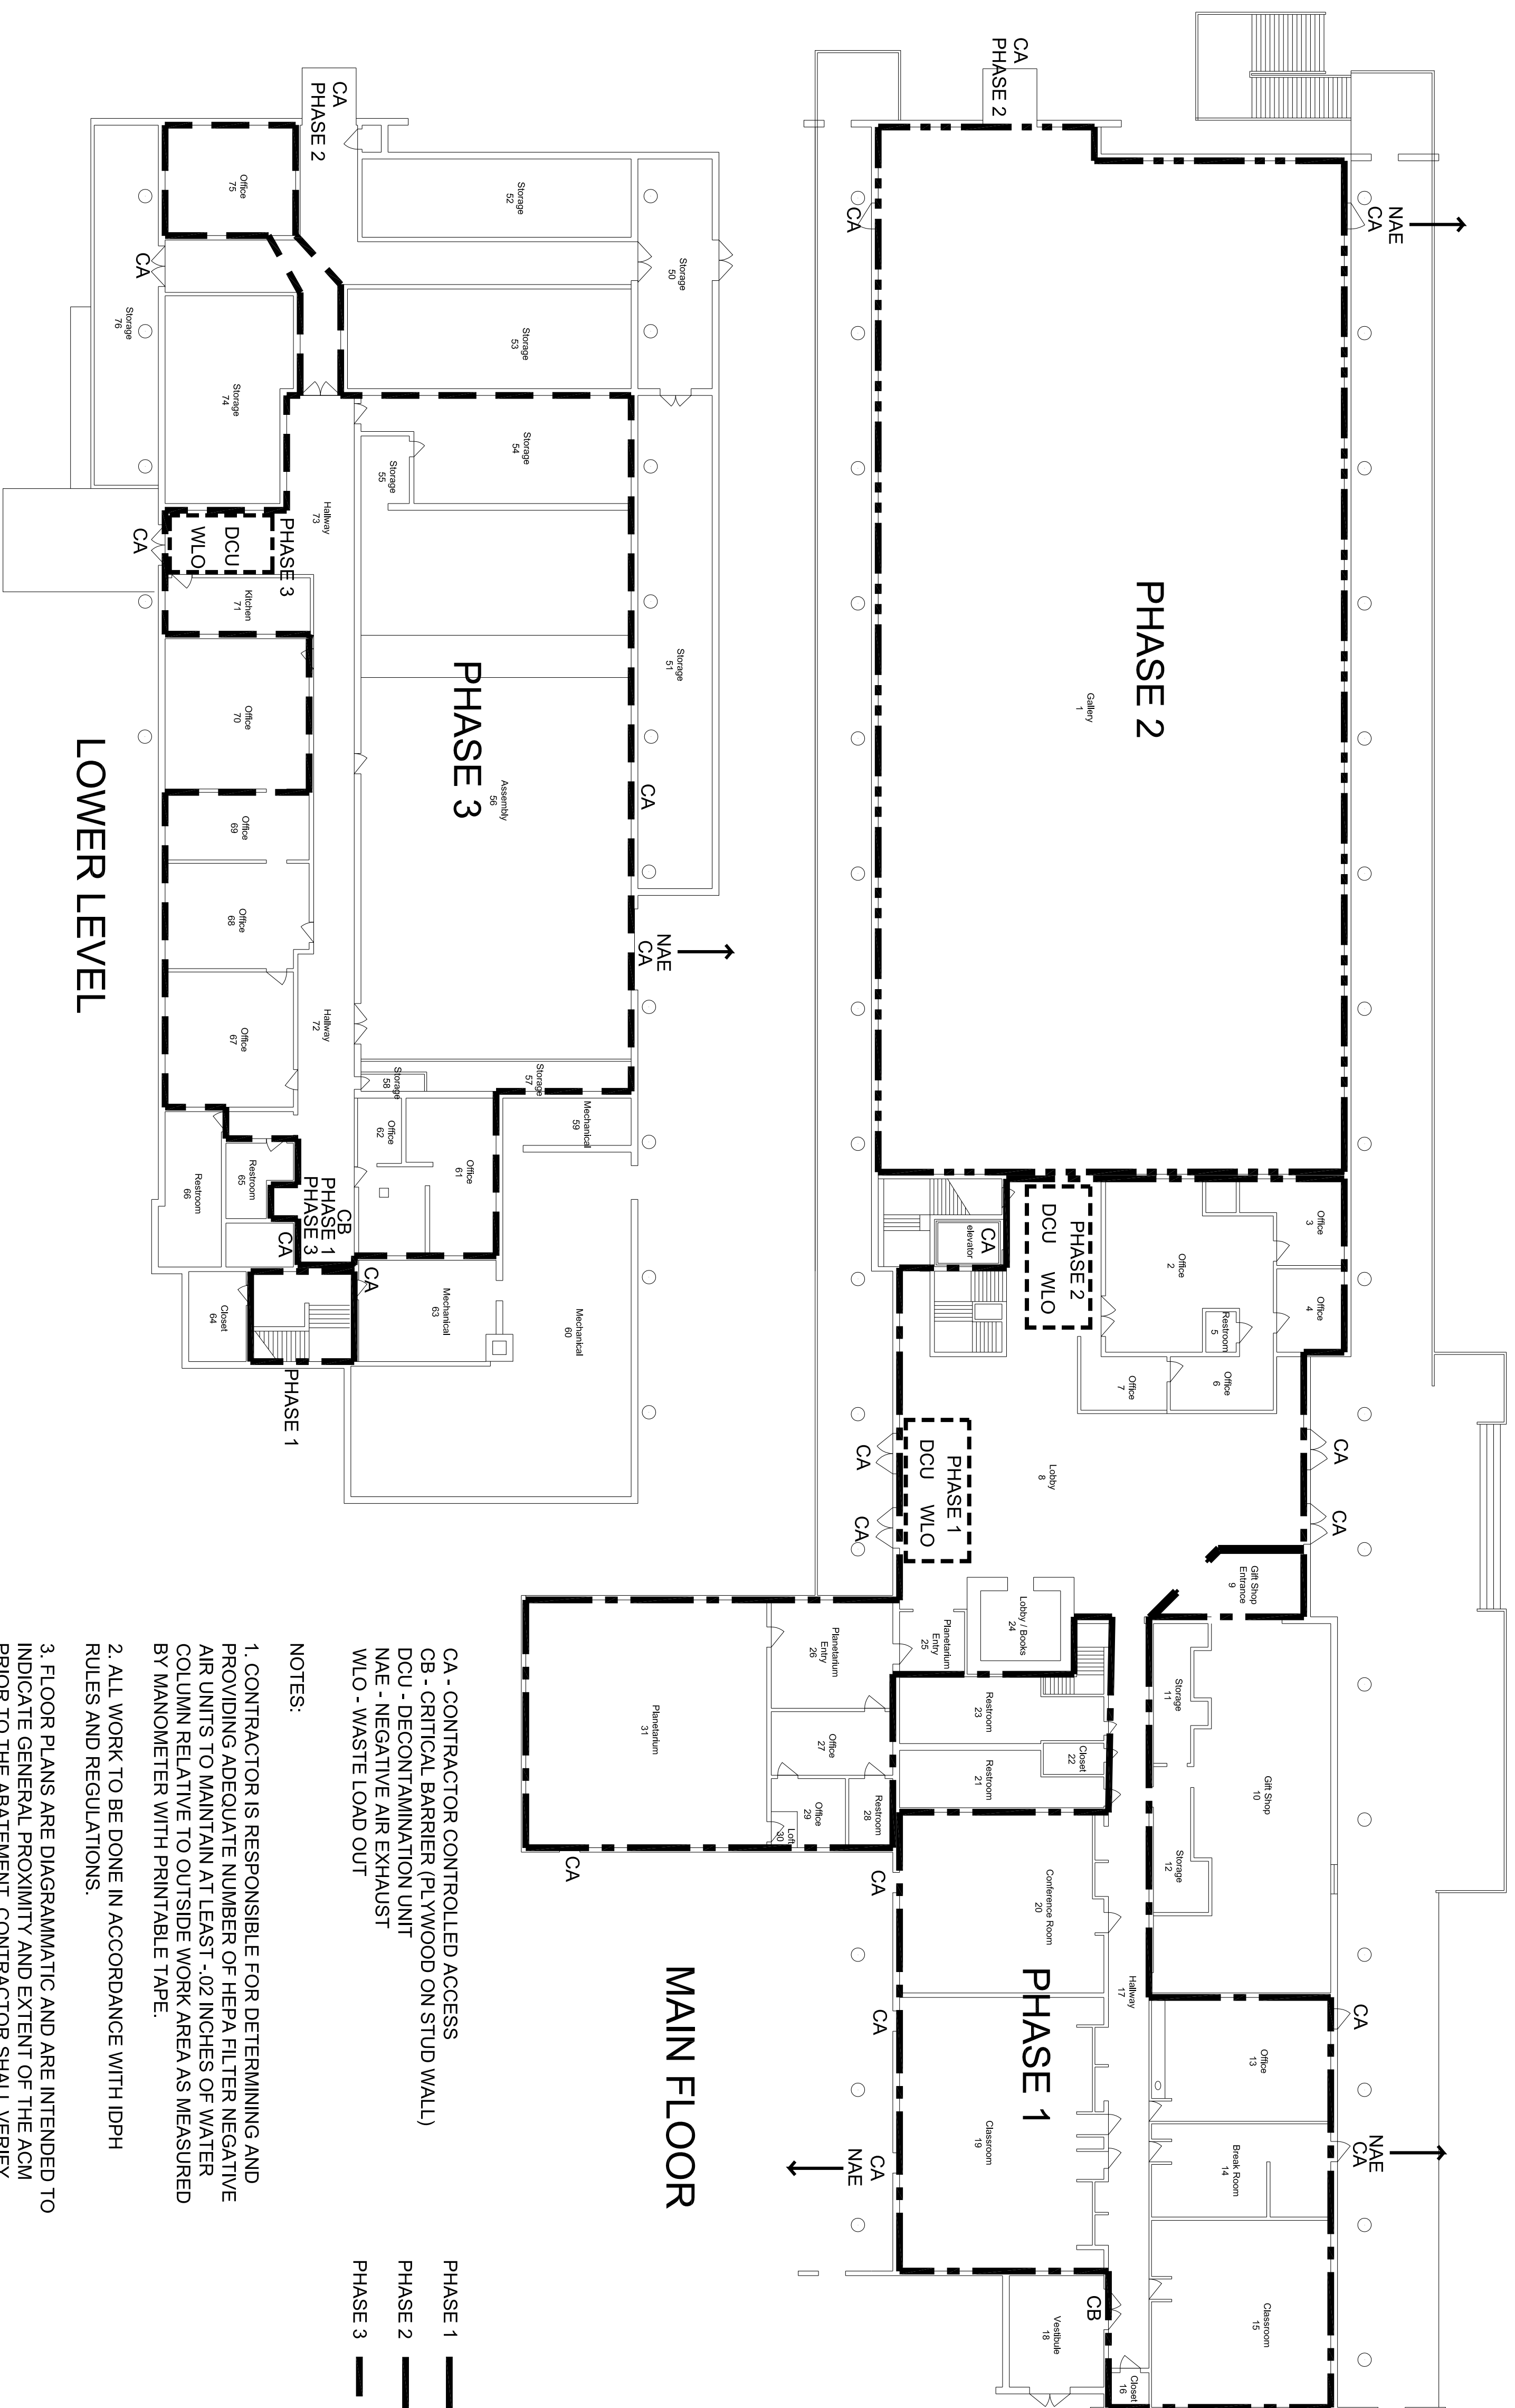 CA
PHASE 2
NAE
CA
CA
PHASE 2
Gallery
1
Office
3
Office
4
Office
2
Restroom
5
Office
6
Office
7
PHASE 2
DCU WLO
CA
elevator
CA
CA
Lobby
8
PHASE 1
DCU WLO
CA
CA
Gift Shop
Entrance
9
Lobby / Books
24
Planetarium
Entry
25
Planetarium
Entry
26
Storage
11
Gift Shop
10
Storage
12
Restroom
23
Closet
22
Restroom
21
Office
27
Restroom
28
Office
29
Loft
30
Planetarium
31
CA
CA
Conference Room
20
PHASE 1
Hallway
17
CA
Office
13
NAE
CA
Break Room
14
Classroom
15
CA
Classroom
19
CA
NAE
CB
Vestibule
18
Closet
16
MAIN FLOOR
CA
PHASE 2
Office
75
CA
Storage
76
Storage
52
Storage
50
Storage
53
Storage
74
Storage
54
Storage
55
Hallway
73
PHASE 3
DCU
WLO
CA
Kitchen
71
Storage
51
PHASE 3
Assembly
56
CA
NAE
CA
Office
70
Office
69
Office
68
Office
67
Hallway
72
Storage
57
Storage
58
Mechanical
59
Office
62
Office
61
Restroom
65
Restroom
66
CB
PHASE 1
PHASE 3
CA
CA
Mechanical
63
Mechanical
60
Closet
64
PHASE 1
LOWER LEVEL
CA - CONTRACTOR CONTROLLED ACCESS
CB - CRITICAL BARRIER (PLYWOOD ON STUD WALL)
DCU - DECONTAMINATION UNIT
NAE - NEGATIVE AIR EXHAUST
WLO - WASTE LOAD OUT
NOTES:
1. CONTRACTOR IS RESPONSIBLE FOR DETERMINING AND
PROVIDING ADEQUATE NUMBER OF HEPA FILTER NEGATIVE
AIR UNITS TO MAINTAIN AT LEAST -.02 INCHES OF WATER
COLUMN RELATIVE TO OUTSIDE WORK AREA AS MEASURED
BY MANOMETER WITH PRINTABLE TAPE.
2. ALL WORK TO BE DONE IN ACCORDANCE WITH IDPH
RULES AND REGULATIONS.
3. FLOOR PLANS ARE DIAGRAMMATIC AND ARE INTENDED TO
INDICATE GENERAL PROXIMITY AND EXTENT OF THE ACM
PRIOR TO THE ABATEMENT. CONTRACTOR SHALL VERIFY
PHASE 1
PHASE 2
PHASE 3